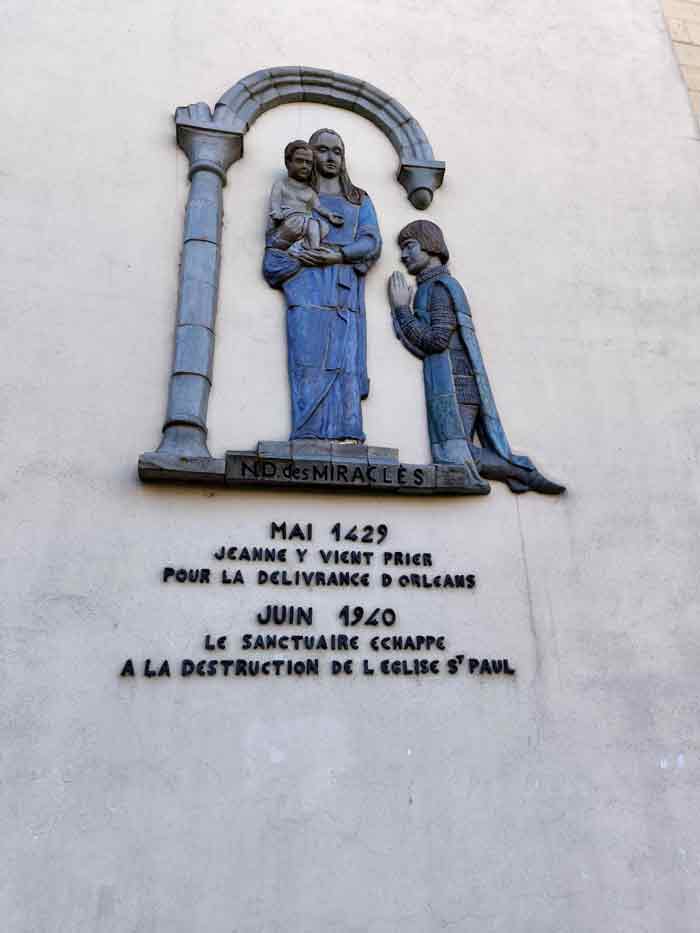 N.D. des MIRACLES
MAI 1429
JEANNE Y VIENT PRIER
POUR LA DELIVRANCE D ORLEANS
JUIN 1940
LE SANCTUAIRE ECHAPPE
A LA DESTRUCTION DE L EGLISE ST PAUL